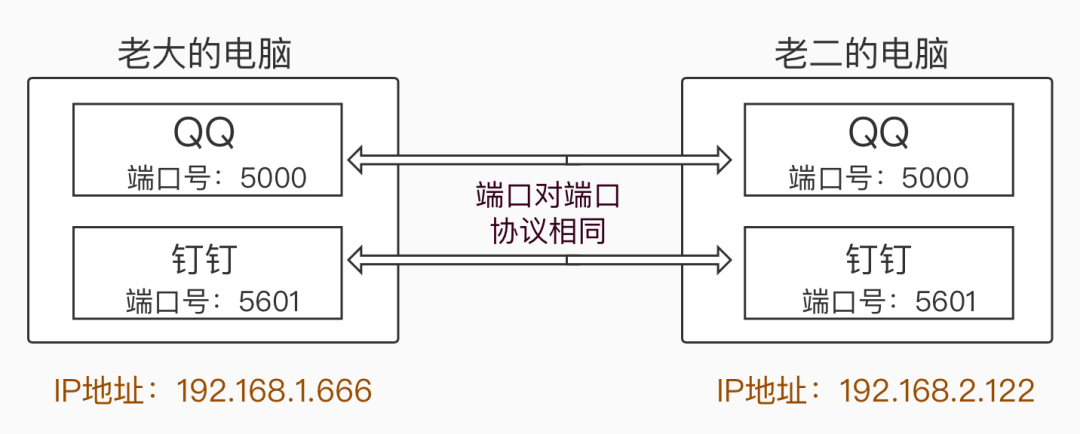 老大的电脑
老二的电脑
QQ
端口号：5000
QQ
端口号：5000
端口对端口
协议相同
钉钉
端口号：5601
钉钉
端口号：5601
IP地址：192.168.1.666
IP地址：192.168.2.122